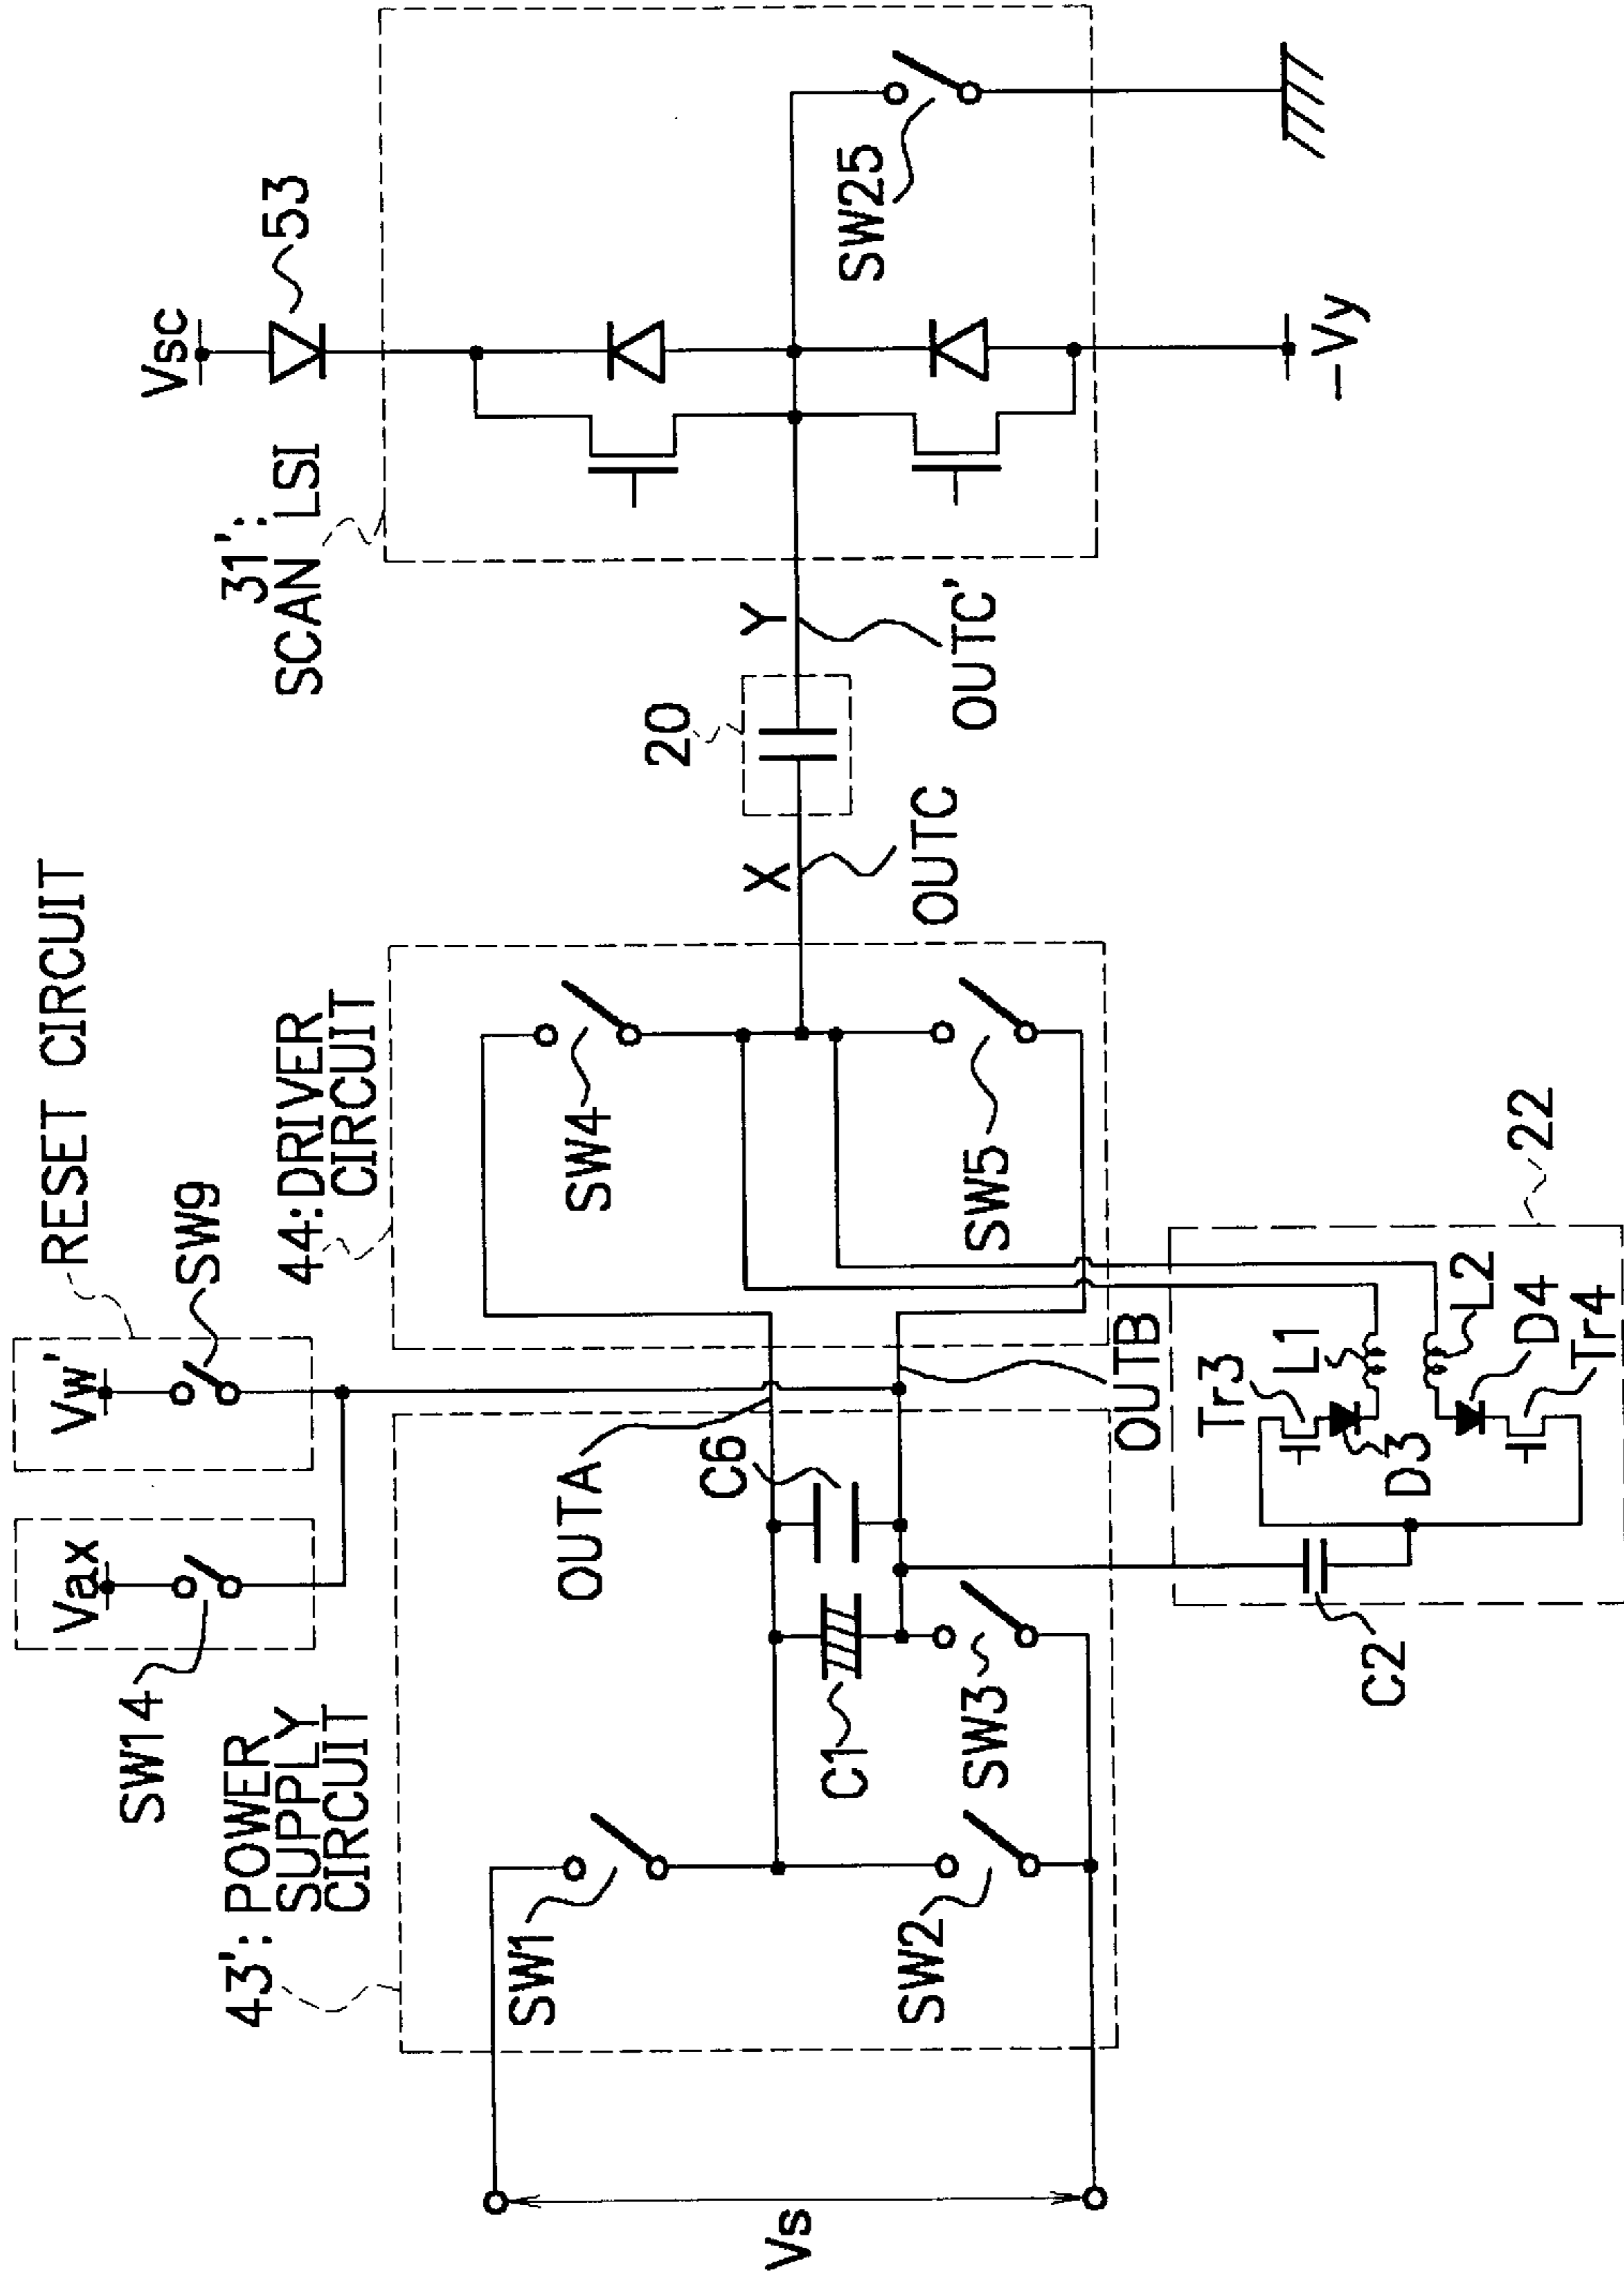 RESET CIRCUIT
Vax
SW14
Vw'
SW9
43': POWER
SUPPLY
CIRCUIT
44:DRIVER
CIRCUIT
31':
SCAN LSI
Vsc
53
Vs
SW1
SW2
C1
SW3
C6
OUTA
OUTB
SW4
SW5
X
OUTC
20
Y
OUTC'
SW25
-Vy
C2
22
Tr3
L1
D3
L2
D4
Tr4